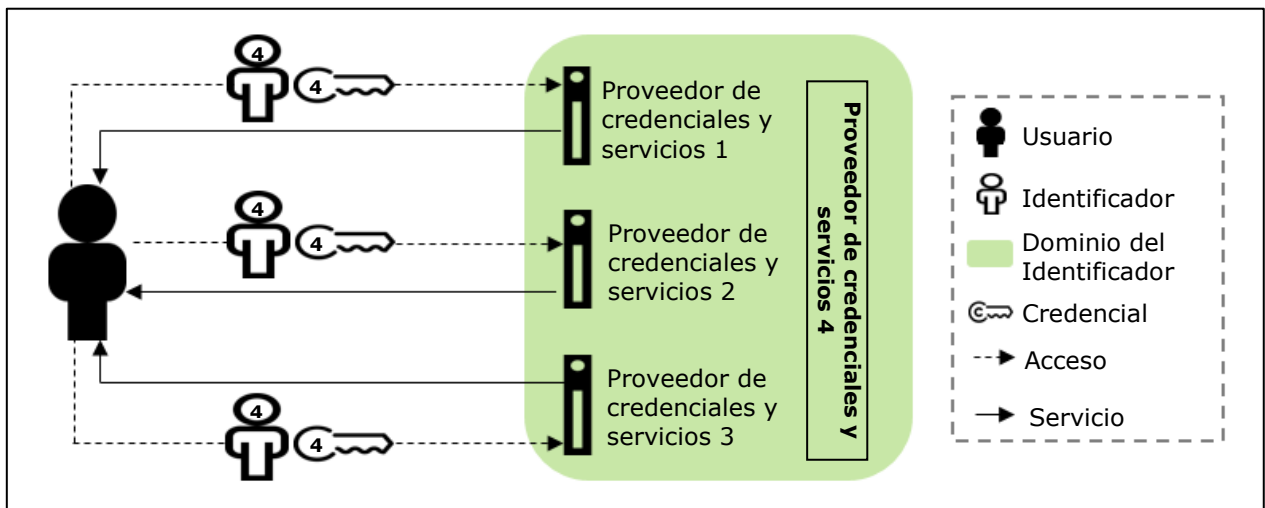 4
4
Proveedor de
credenciales y
servicios 1
4
4
Proveedor de
credenciales y
servicios 2
4
4
Proveedor de
credenciales y
servicios 3
Proveedor de credenciales y
servicios 4
Usuario
Identificador
Dominio del
Identificador
C
Credencial
Acceso
Servicio